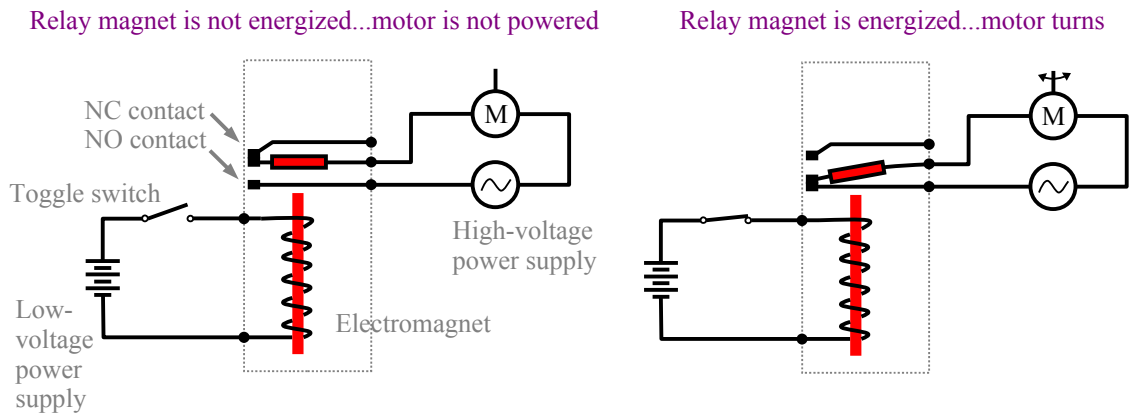 Relay magnet is not energized...motor is not powered
Relay magnet is energized...motor turns
NC contact
NO contact
M
M
Toggle switch
High-voltage
power supply
Low-
voltage
power
supply
Electromagnet